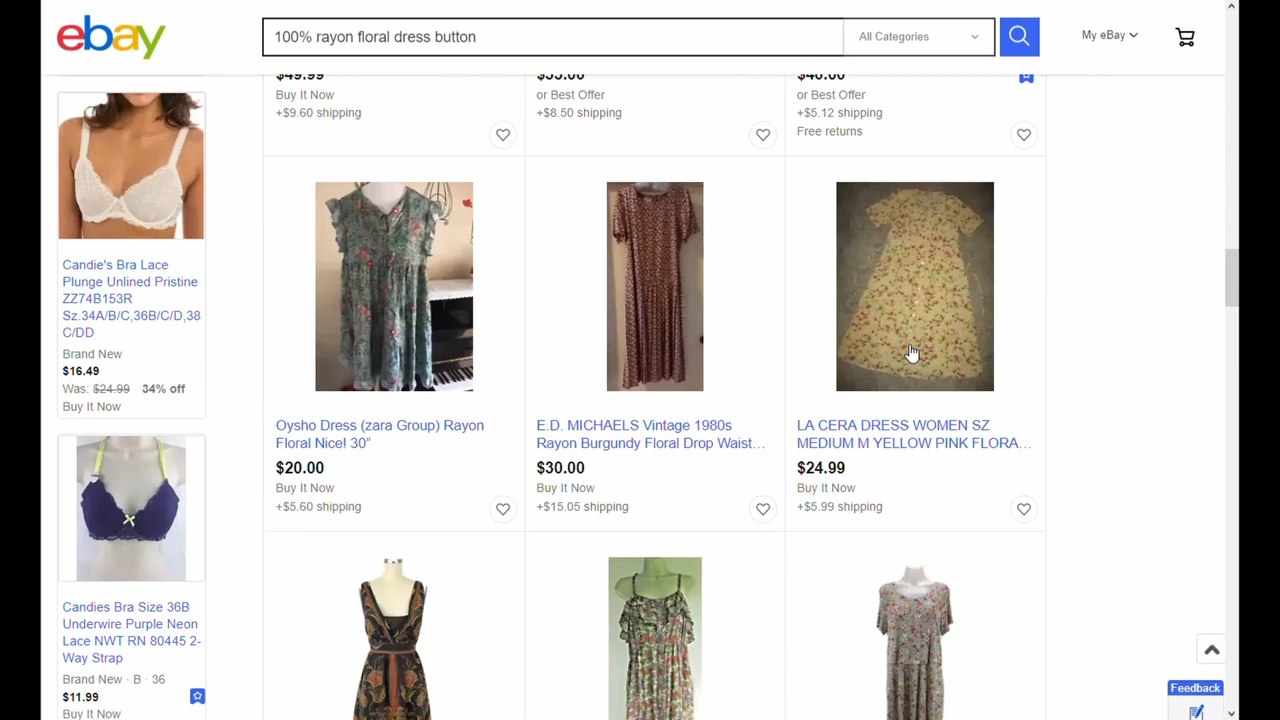 ebay
100% rayon floral dress button
All Categories
My eBay
$49.99
Buy It Now
+$9.60 shipping
$55.00
or Best Offer
+$8.50 shipping
$40.00
or Best Offer
+$5.12 shipping
Free returns
Candie's Bra Lace
Plunge Unlined Pristine
ZZ74B153R
Sz.34A/B/C,36B/C/D,38
C/DD
Brand New
$16.49
Was: $24.99 34% off
Buy It Now
Oysho Dress (zara Group) Rayon
Floral Nice! 30”
$20.00
Buy It Now
+$5.60 shipping
E.D. MICHAELS Vintage 1980s
Rayon Burgundy Floral Drop Waist...
$30.00
Buy It Now
+$15.05 shipping
LA CERA DRESS WOMEN SZ
MEDIUM M YELLOW PINK FLORA...
$24.99
Buy It Now
+$5.99 shipping
Candies Bra Size 36B
Underwire Purple Neon
Lace NWT RN 80445 2-
Way Strap
Brand New · B · 36
$11.99
Buy It Now
Feedback